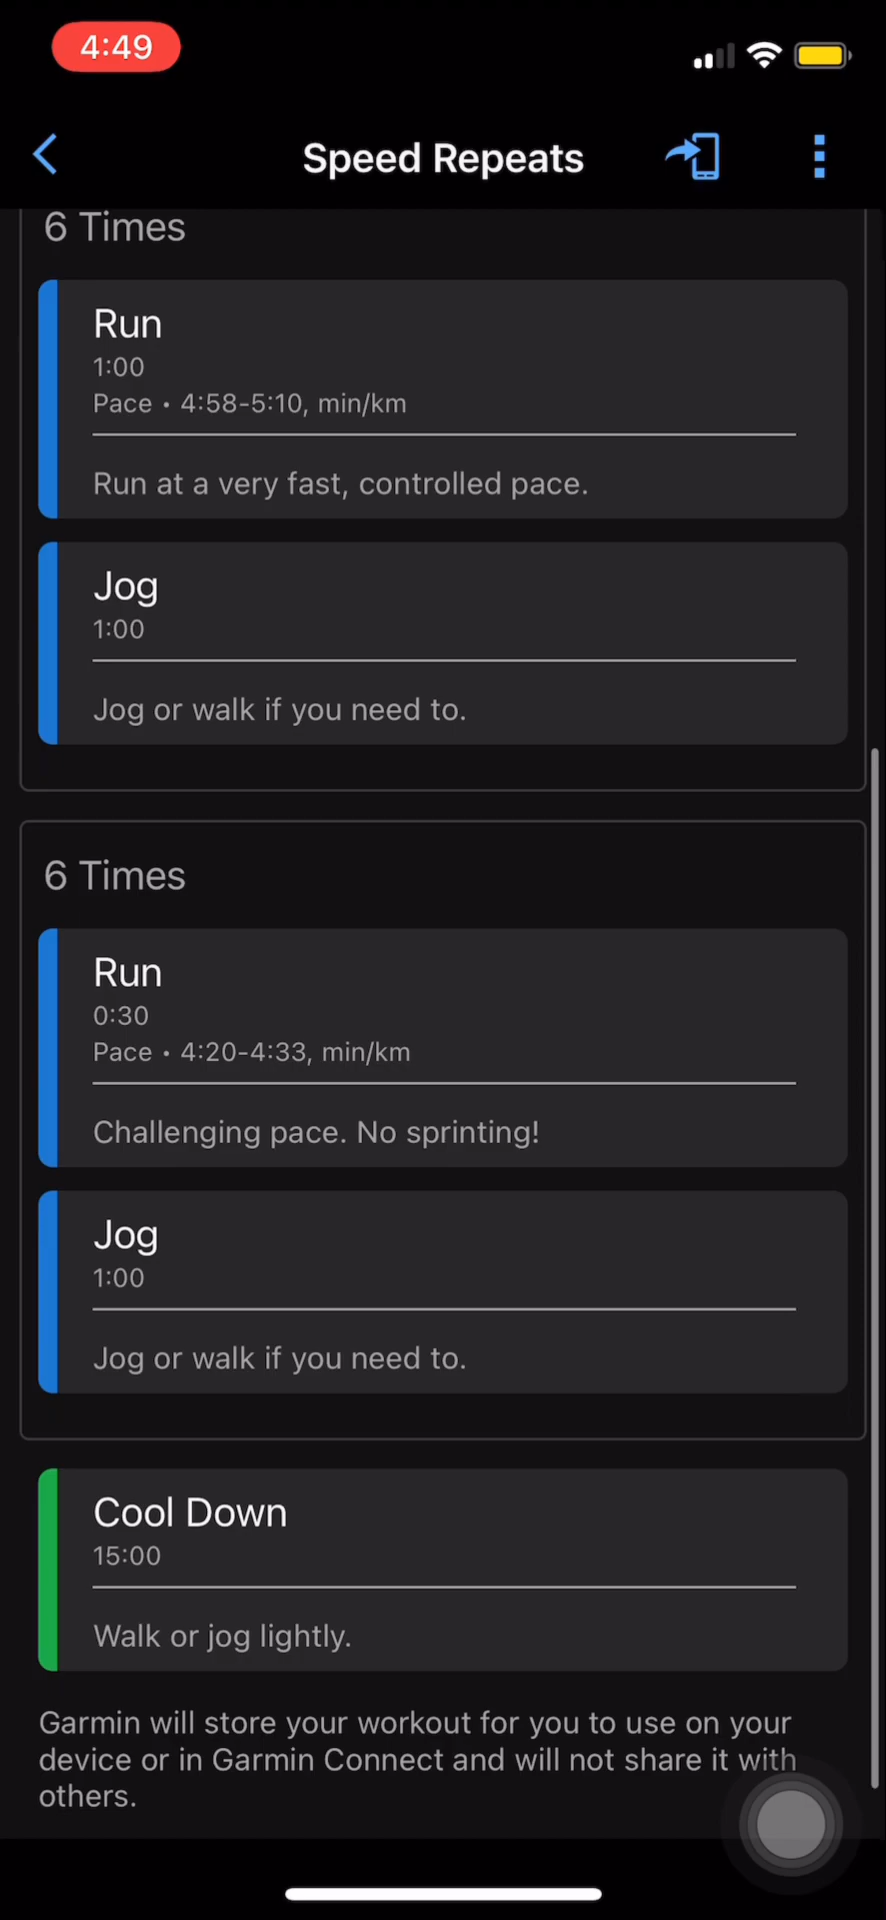 4:49
Speed Repeats
6 Times
Run
1:00
Pace • 4:58-5:10, min/km
Run at a very fast, controlled pace.
Jog
1:00
Jog or walk if you need to.
6 Times
Run
0:30
Pace • 4:20-4:33, min/km
Challenging pace. No sprinting!
Jog
1:00
Jog or walk if you need to.
Cool Down
15:00
Walk or jog lightly.
Garmin will store your workout for you to use on your
device or in Garmin Connect and will not share it with
others.